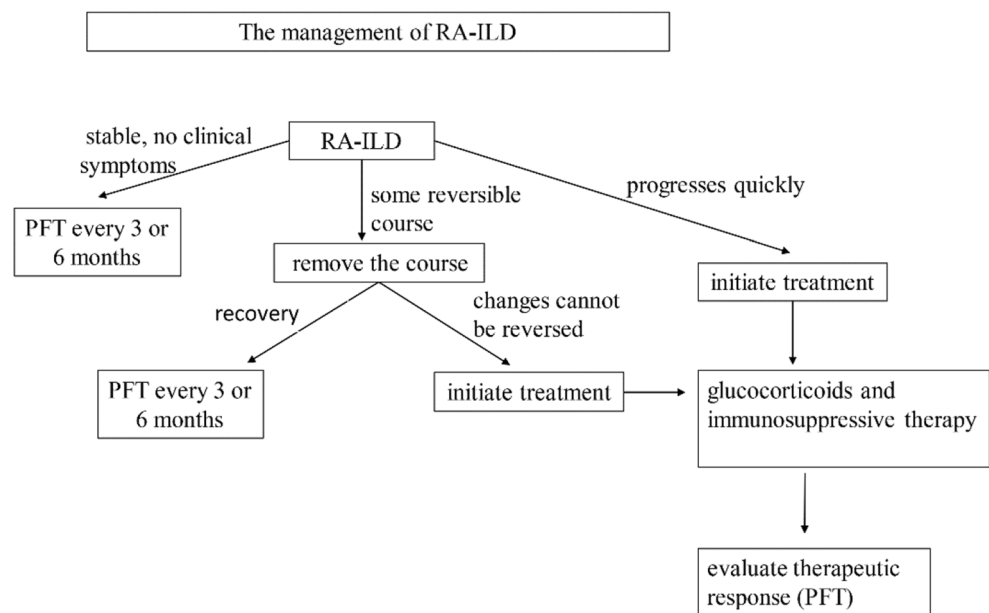 The management of RA-ILD
stable, no clinical
symptoms
RA-ILD
some reversible
course
progresses quickly
PFT every 3 or
6 months
remove the course
initiate treatment
recovery
changes cannot
be reversed
PFT every 3 or
6 months
initiate treatment
glucocorticoids and
immunosuppressive therapy
evaluate therapeutic
response (PFT)